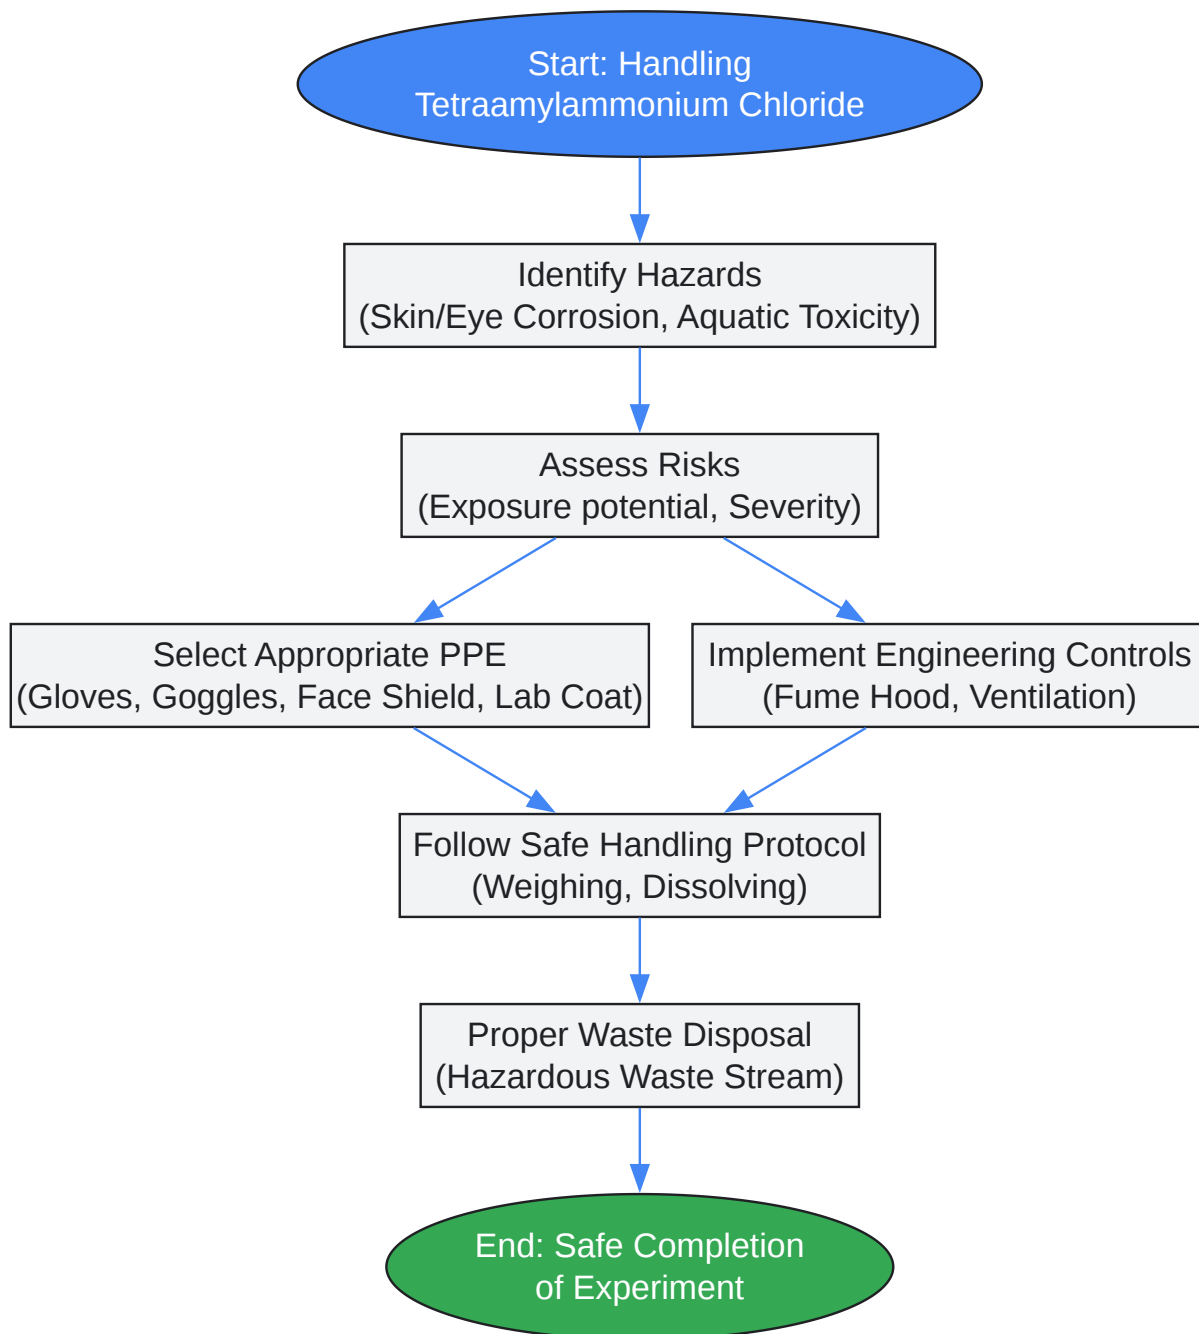 Start: Handling
Tetraamylammonium Chloride
Identify Hazards
(Skin/Eye Corrosion, Aquatic Toxicity)
Assess Risks
(Exposure potential, Severity)
Select Appropriate PPE
(Gloves, Goggles, Face Shield, Lab Coat)
Implement Engineering Controls
(Fume Hood, Ventilation)
Follow Safe Handling Protocol
(Weighing, Dissolving)
Proper Waste Disposal
(Hazardous Waste Stream)
End: Safe Completion
of Experiment